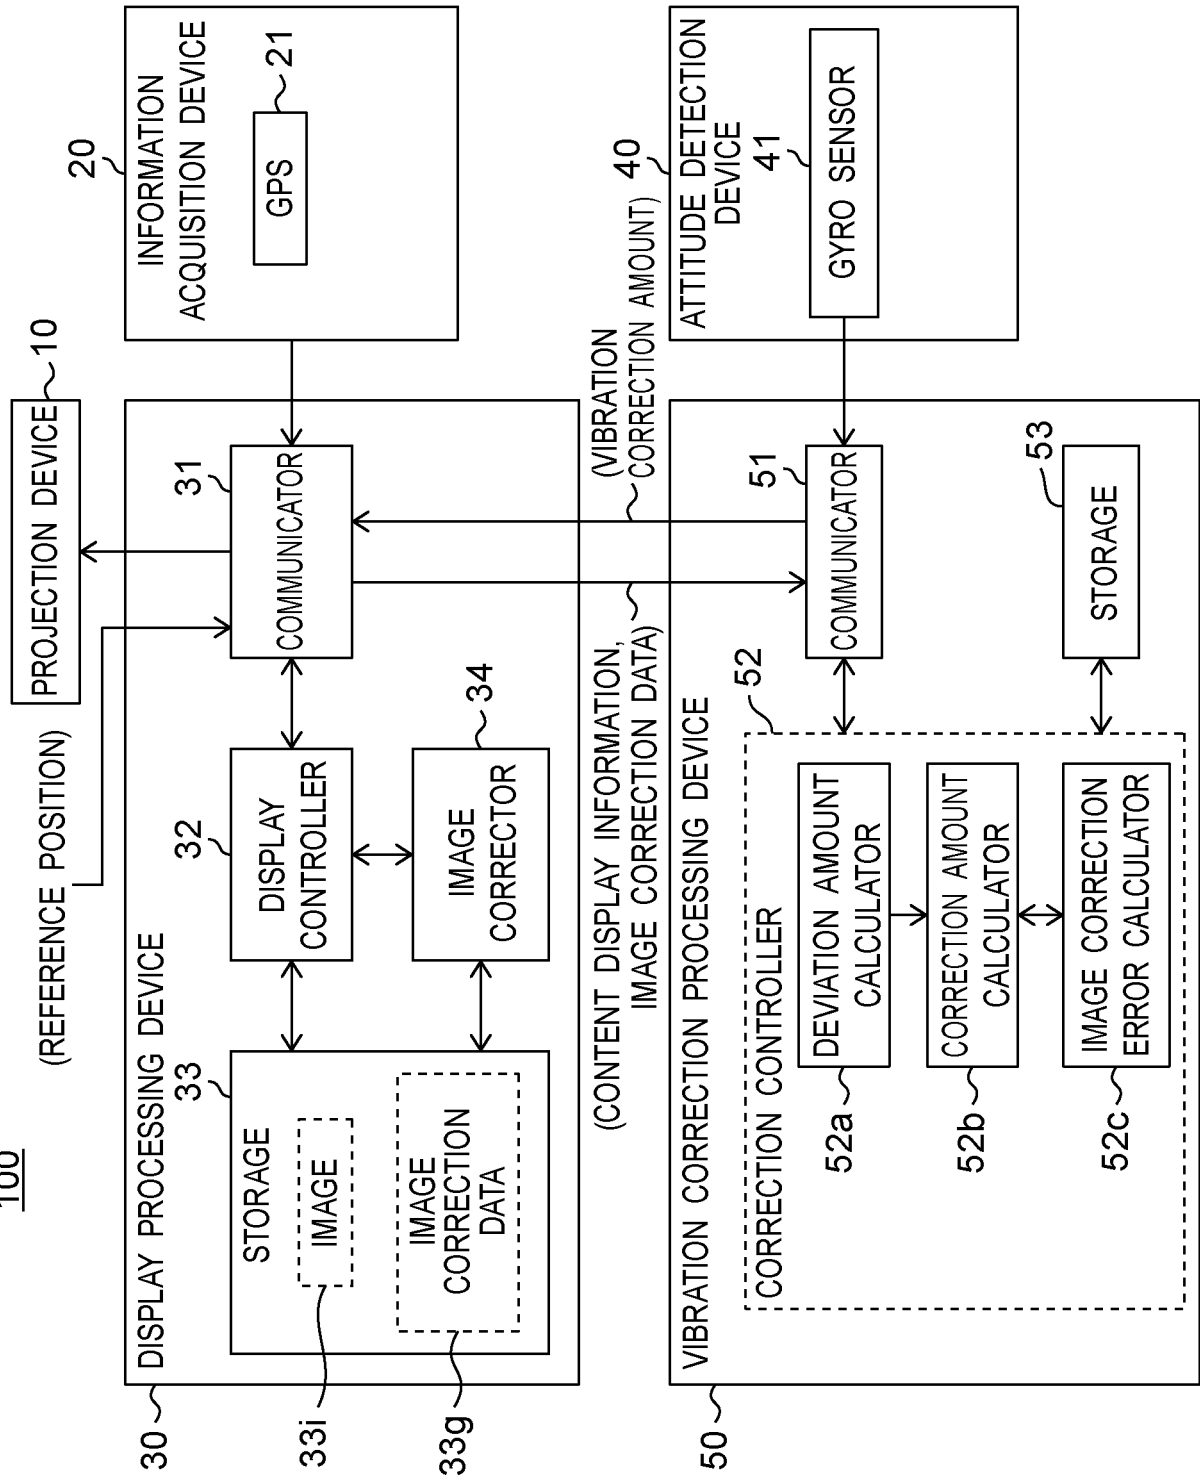 100
(REFERENCE POSITION)
PROJECTION DEVICE
10
30
DISPLAY PROCESSING DEVICE
STORAGE
33
IMAGE
33i
IMAGE
CORRECTION
DATA
33g
DISPLAY
CONTROLLER
32
IMAGE
CORRECTOR
34
COMMUNICATOR
31
20
INFORMATION
ACQUISITION DEVICE
GPS
21
(CONTENT DISPLAY INFORMATION,
IMAGE CORRECTION DATA)
(VIBRATION
CORRECTION AMOUNT)
40
ATTITUDE DETECTION
DEVICE
41
GYRO SENSOR
50
VIBRATION CORRECTION PROCESSING DEVICE
52
CORRECTION CONTROLLER
DEVIATION AMOUNT
CALCULATOR
52a
CORRECTION AMOUNT
CALCULATOR
52b
IMAGE CORRECTION
ERROR CALCULATOR
52c
51
COMMUNICATOR
53
STORAGE